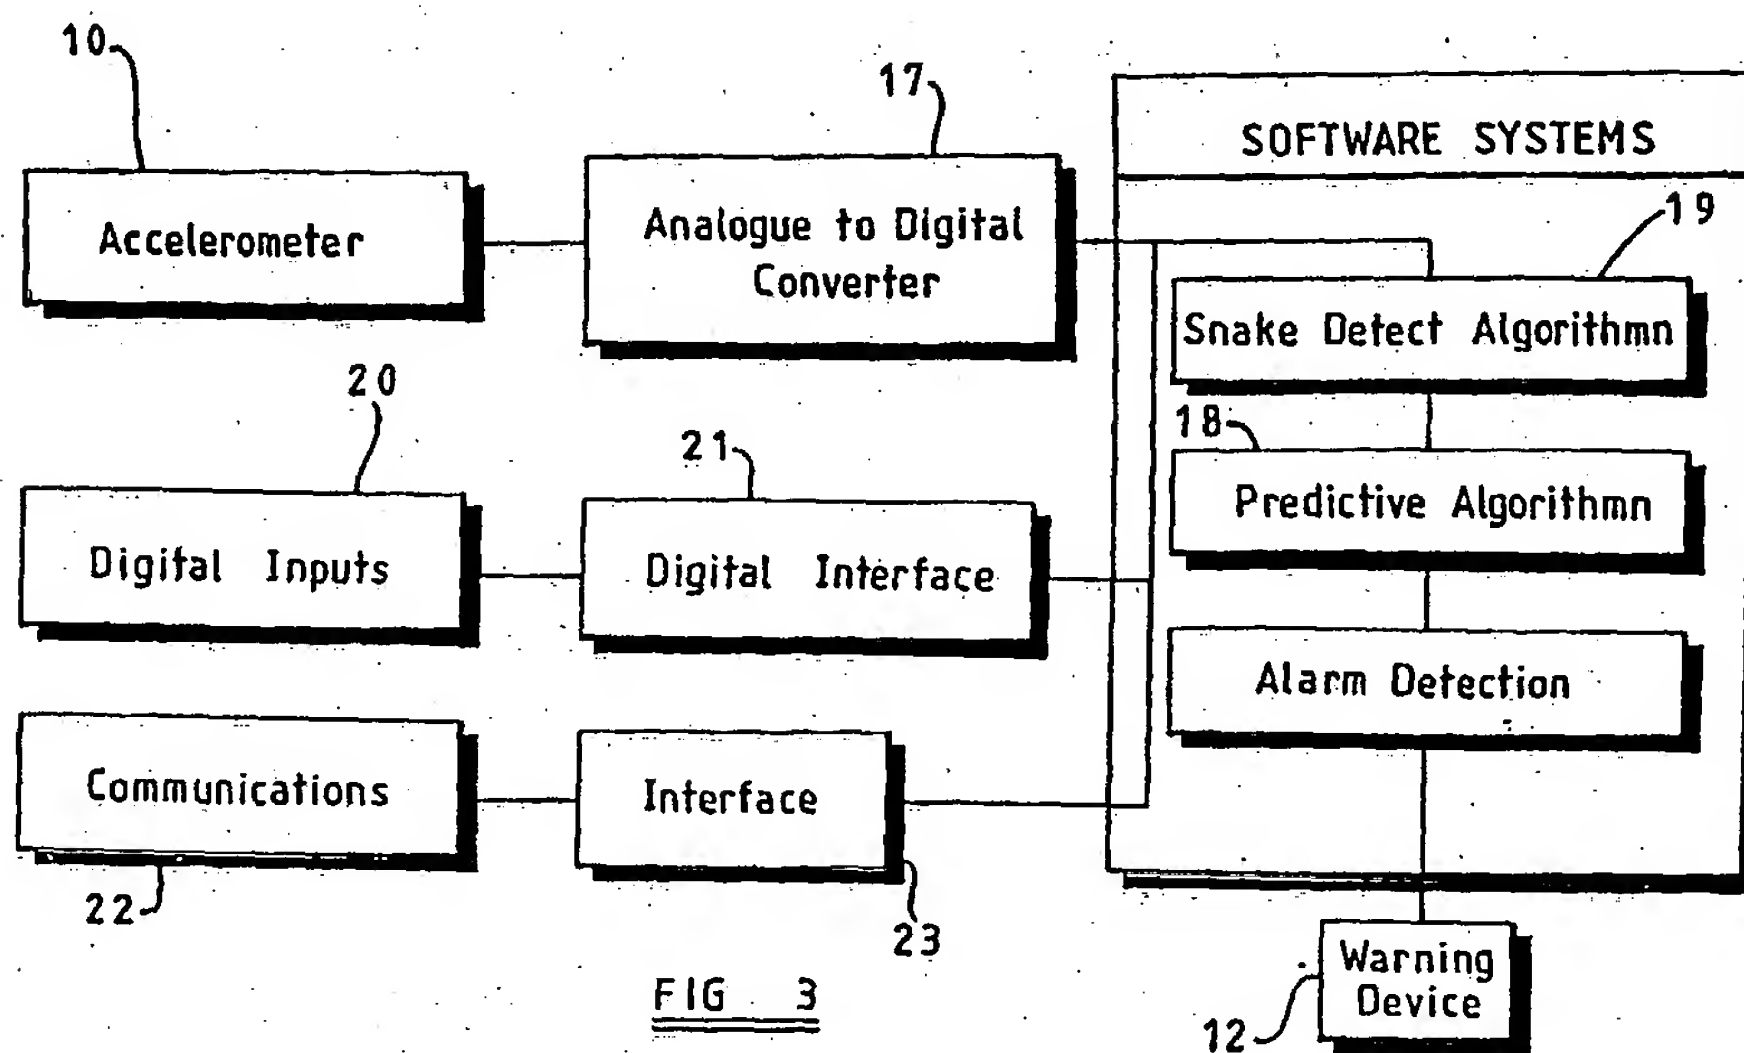 10
17
SOFTWARE SYSTEMS
19
Accelerometer
Analogue to Digital
Converter
Snake Detect Algorithmn
20
21
18
Predictive Algorithmn
Digital Inputs
Digital Interface
Alarm Detection
Communications
Interface
22
23
Warning
Device
FIG 3
12